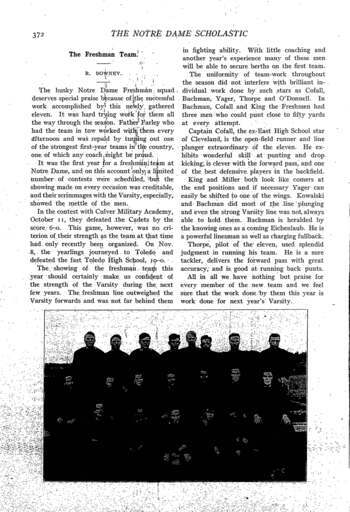 372
THE NOTRE DAME SCHOLASTIC
The Freshman Team.
R. DOWNEY.
The husky Notre Dame Freshman squad
deserves special praise because of the successful
work accomplished by this newly gathered
eleven. It was hard trying work for them all
the way through the season. Father Farley who
had the team in tow worked with them every
afternoon and was repaid by turning out one
of the strongest first-year teams in the country,
one of which any coach might be proud.
It was the first year for a freshman team at
Notre Dame, and on this account only a limited
number of contests were scheduled, but the
showing made on every occasion was creditable,
and their scrimmages with the Varsity, especially,
showed the mettle of the men.
In the contest with Culver Military Academy,
October 11, they defeated the Cadets by the
score 6-0. This game, however, was no cri-
terion of their strength as the team at that time
had only recently been organized. On Nov.
8, the yearlings journeyed to Toledo and
defeated the fast Toledo High School, 19-0.
The showing of the freshman team this
year should certainly make us confident of
the strength of the Varsity during the next
few years. The freshman line outweighed the
Varsity forwards and was not far behind them
in fighting ability. With little coaching and
another year's experience many of these men
will be able to secure berths on the first team.
The uniformity of team-work throughout
the season did not interfere with brilliant in-
dividual work done by such stars as Cofall,
Bachman, Yager, Thorpe and O'Donnell. In
Bachman, Cofall and King the Freshmen had
three men who could punt close to fifty yards
at every attempt.
Captain Cofall, the ex-East High School star
of Cleveland, is the open-field runner and line
plunger extraordinary of the eleven. He ex-
hibits wonderful skill at punting and drop
kicking, is clever with the forward pass, and one
of the best defensive players in the backfield.
King and Miller both look like comers at
the end positions and if necessary Yager can
easily be shifted to one of the wings. Kowalski
and Bachman did most of the line plunging
and even the strong Varsity line was not always
able to hold them. Bachman is heralded by
the knowing ones as a coming Eichenlaub. He is
a powerful lineman as well as charging fullback.
Thorpe, pilot of the eleven, used splendid
judgment in running his team. He is a sure
tackler, delivers the forward pass with great
accuracy, and is good at running back punts.
All in all we have nothing but praise for
every member of the new team and we feel
sure that the work done by them this year is
work done for next year's Varsity.